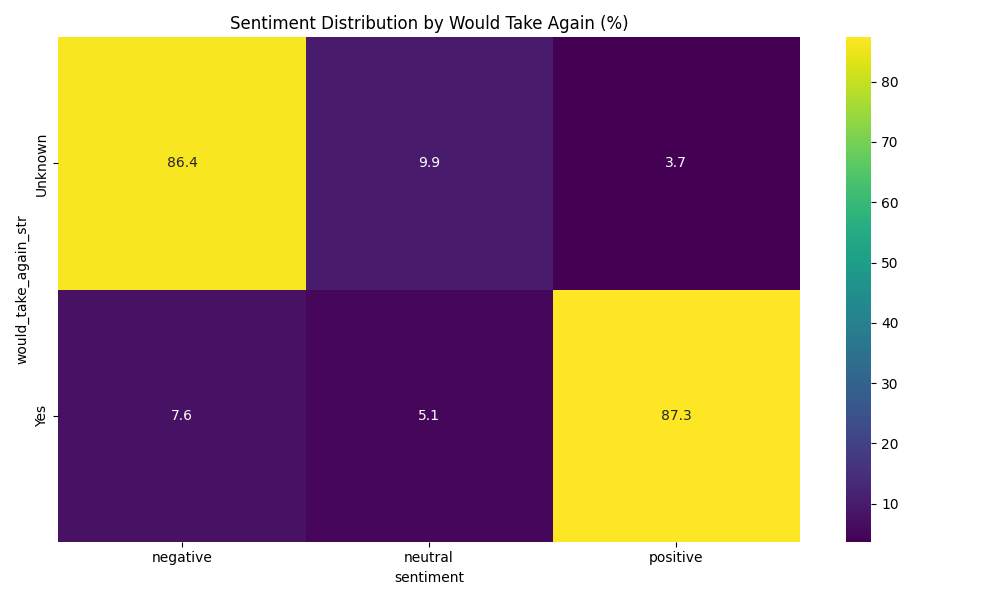 Sentiment Distribution by Would Take Again (%)
would_take_again_str
Unknown
86.4 9.9 3.7
Yes
7.6 5.1 87.3
negative neutral positive
sentiment
80
70
60
50
40
30
20
10